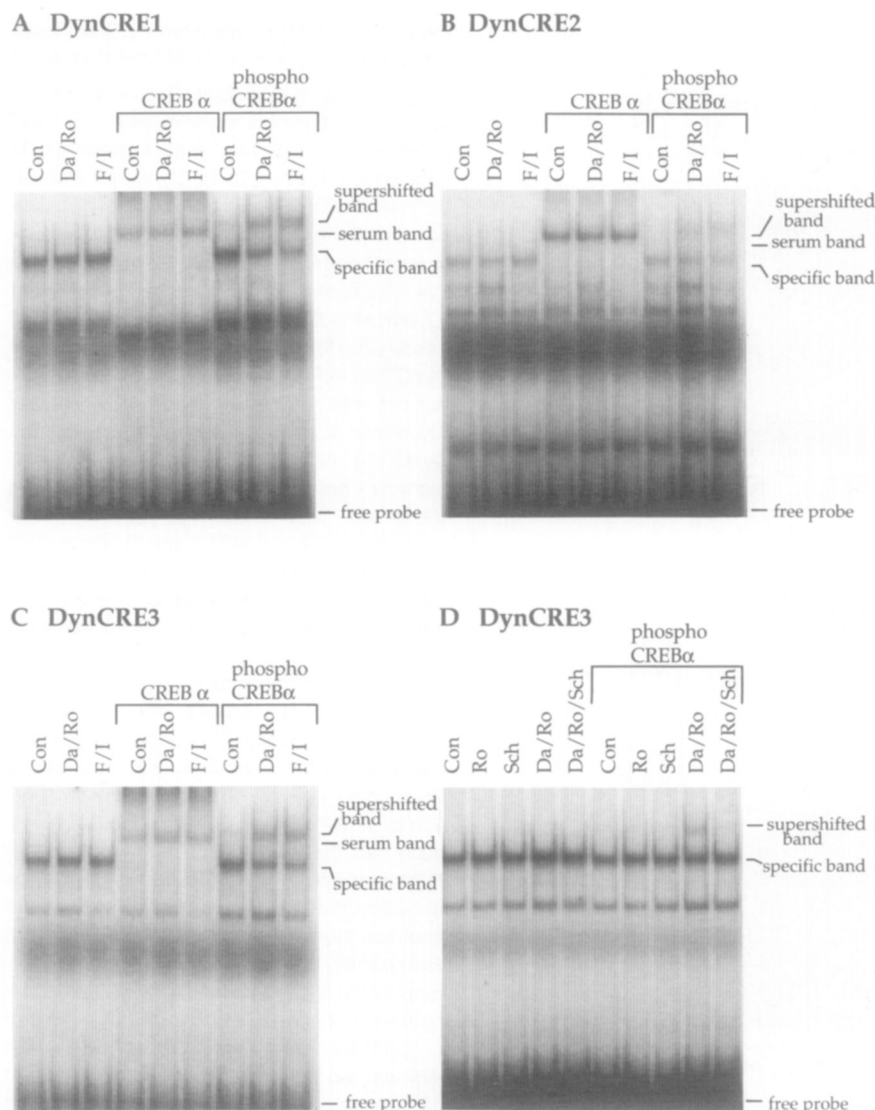 A DynCRE1
CREB α
phospho
CREBα
Con
Da/Ro
F/I
Con
Da/Ro
F/I
Con
Da/Ro
F/I
supershifted
band
serum band
specific band
free probe
B DynCRE2
CREB α
phospho
CREBα
Con
Da/Ro
F/I
Con
Da/Ro
F/I
Con
Da/Ro
F/I
supershifted
band
serum band
specific band
free probe
C DynCRE3
CREB α
phospho
CREBα
Con
Da/Ro
F/I
Con
Da/Ro
F/I
Con
Da/Ro
F/I
supershifted
band
serum band
specific band
free probe
D DynCRE3
phospho
CREBα
Con
Ro
Sch
Da/Ro
Da/Ro/Sch
Con
Ro
Sch
Da/Ro
Da/Ro/Sch
supershifted
band
specific band
free probe